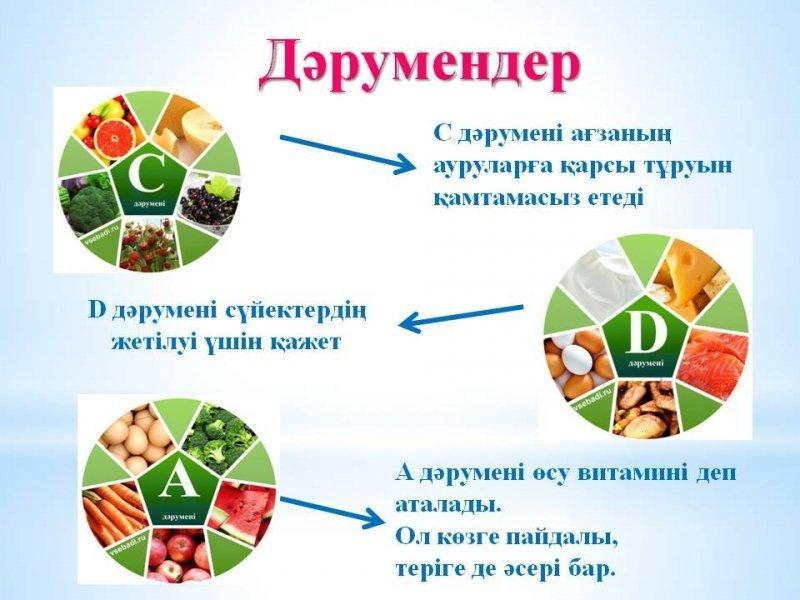 Дәрумендер
С
дәрумені
vsebadi.ru
С дәрумені ағзаның
ауруларға қарсы тұруын
қамтамасыз етеді
D дәрумені сүйектердің
жетілуі үшін қажет
D
дәрумені
vsebadi.ru
А
дәрумені
vsebadi.ru
А дәрумені өсу витамині деп
аталады.
Ол көзге пайдалы,
теріге де әсері бар.